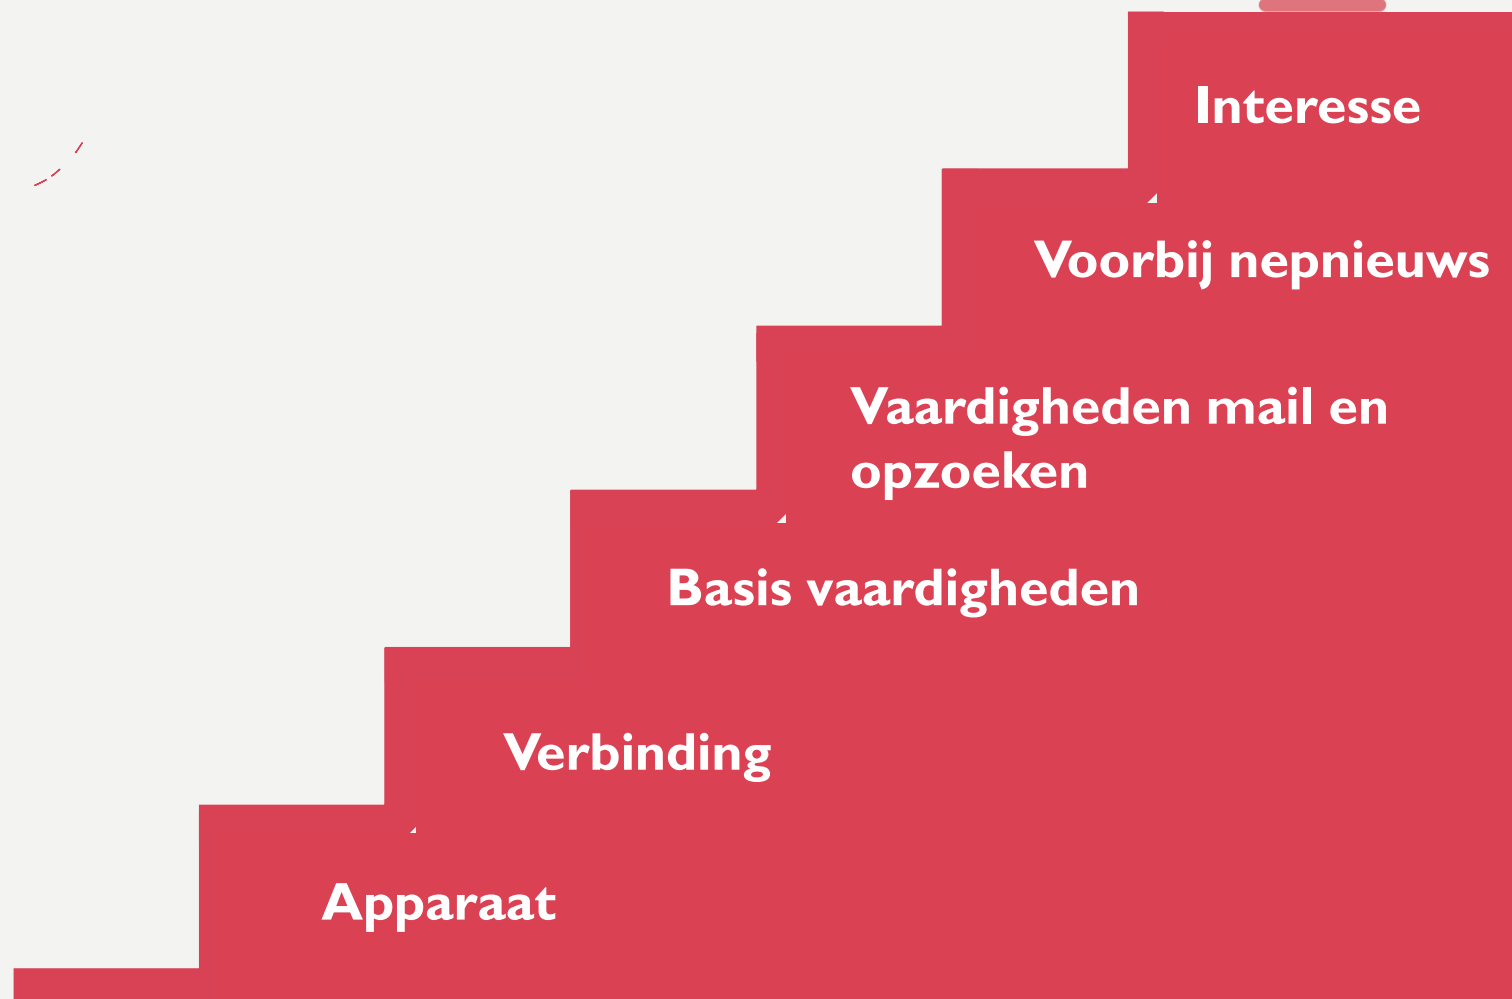 Interesse
Voorbij nepnieuws
Vaardigheden mail en
opzoeken
Basis vaardigheden
Verbinding
Apparaat